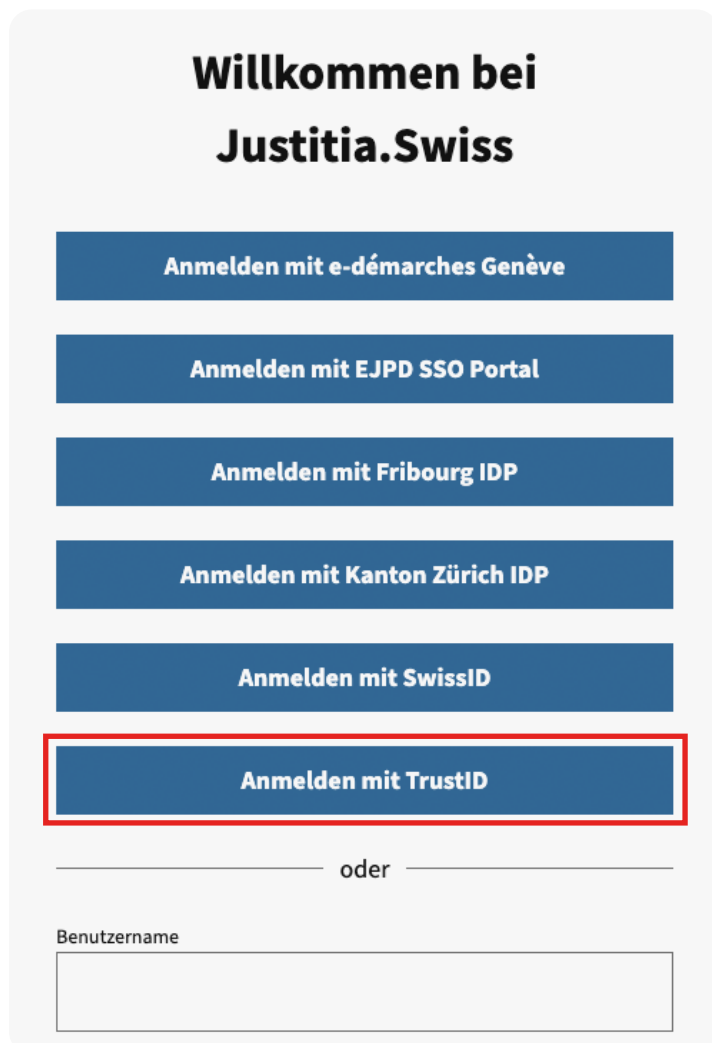 Willkommen bei
Justitia.Swiss
Anmelden mit e-démarches Genève
Anmelden mit EJPD SSO Portal
Anmelden mit Fribourg IDP
Anmelden mit Kanton Zürich IDP
Anmelden mit SwissID
Anmelden mit TrustID
oder
Benutzername